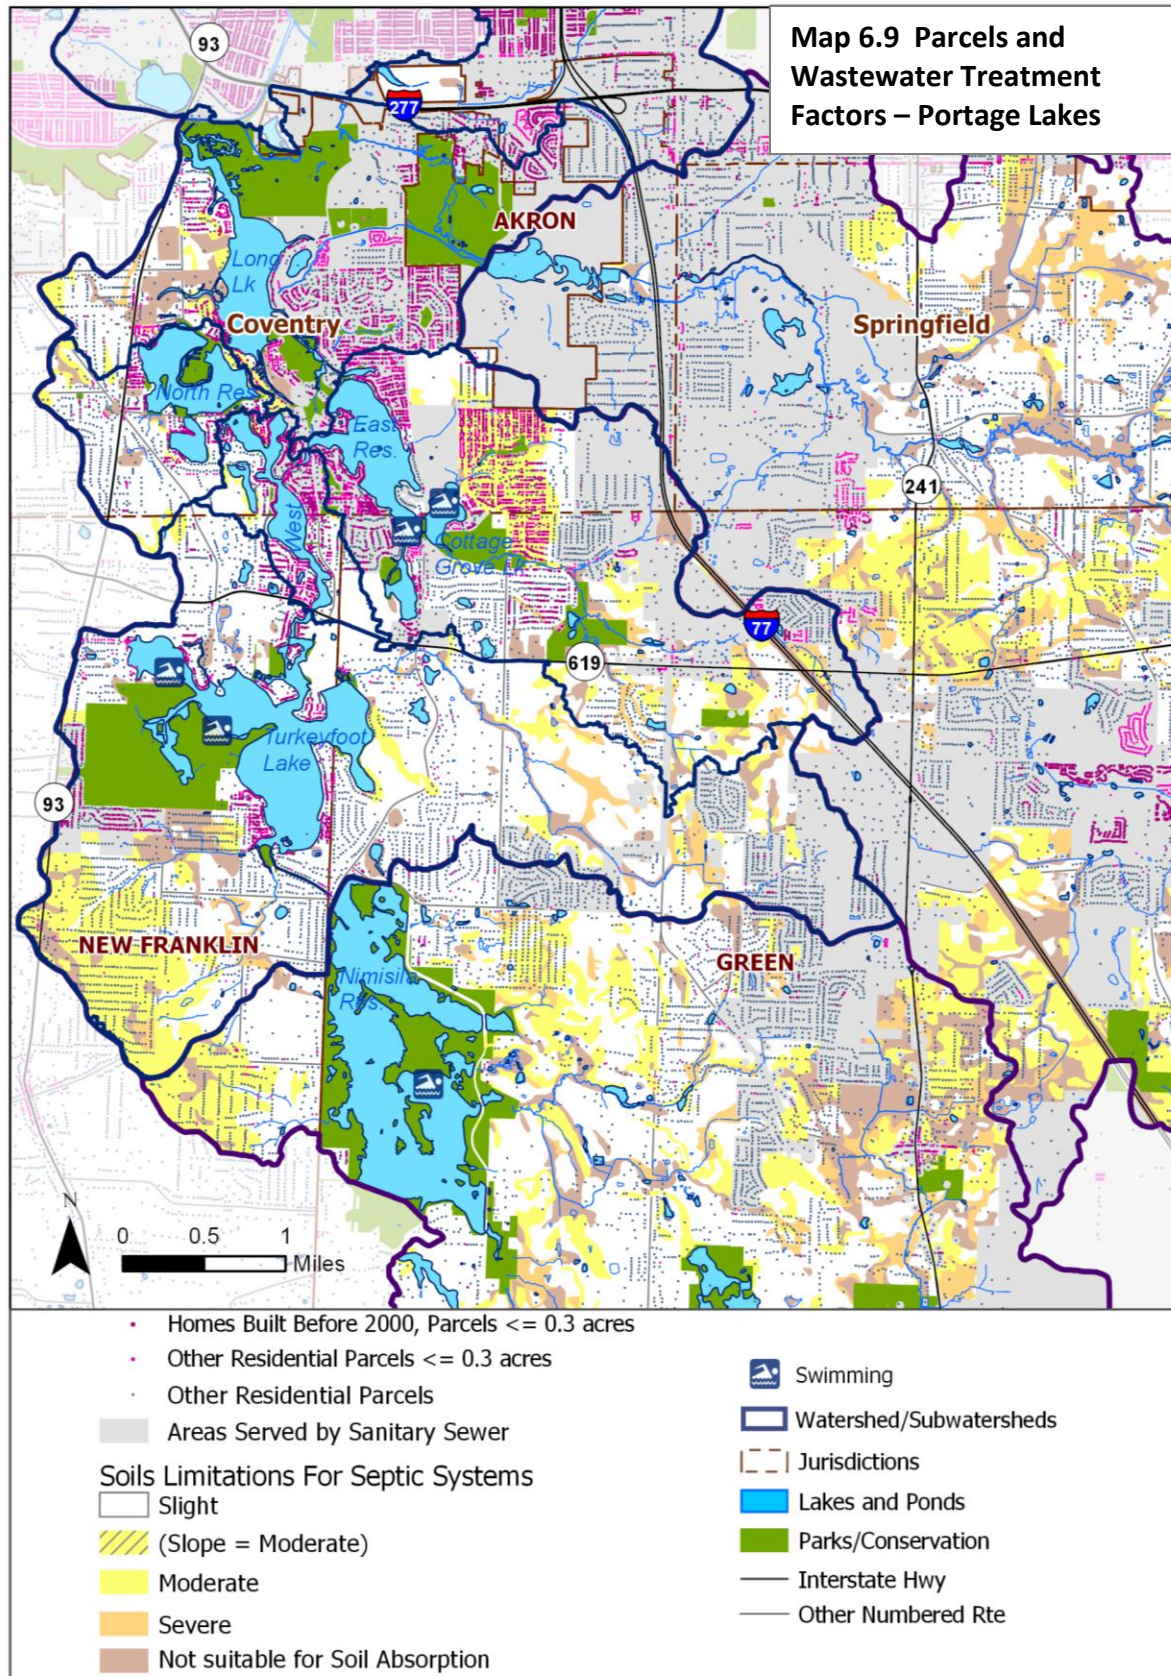 Map 6.9  Parcels and
Wastewater Treatment
Factors – Portage Lakes
93
277
AKRON
Long
Lk
Coventry
Springfield
North Res.
East
Res.
241
West
Cottage
Grove Lk
77
619
Turkeyfoot
Lake
93
NEW FRANKLIN
GREEN
Nimisila
Res.
N
0 0.5 1
Miles
Homes Built Before 2000, Parcels <= 0.3 acres
Other Residential Parcels <= 0.3 acres
Other Residential Parcels
Areas Served by Sanitary Sewer
Soils Limitations For Septic Systems
Slight
(Slope = Moderate)
Moderate
Severe
Not suitable for Soil Absorption
Swimming
Watershed/Subwatersheds
Jurisdictions
Lakes and Ponds
Parks/Conservation
Interstate Hwy
Other Numbered Rte